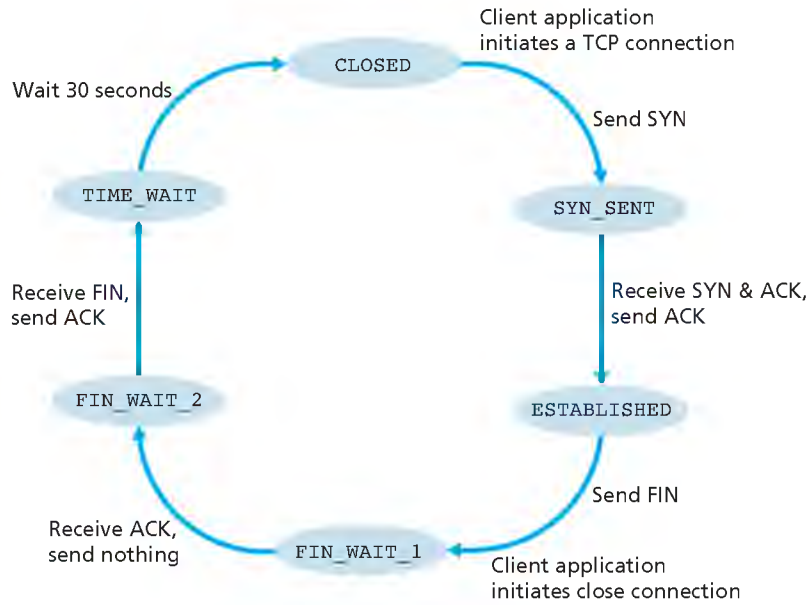 Client application
initiates a TCP connection
CLOSED
Wait 30 seconds
Send SYN
TIME_WAIT
SYN_SENT
Receive FIN,
send ACK
Receive SYN & ACK,
send ACK
FIN_WAIT_2
ESTABLISHED
Send FIN
Receive ACK,
send nothing
FIN_WAIT_1
Client application
initiates close connection